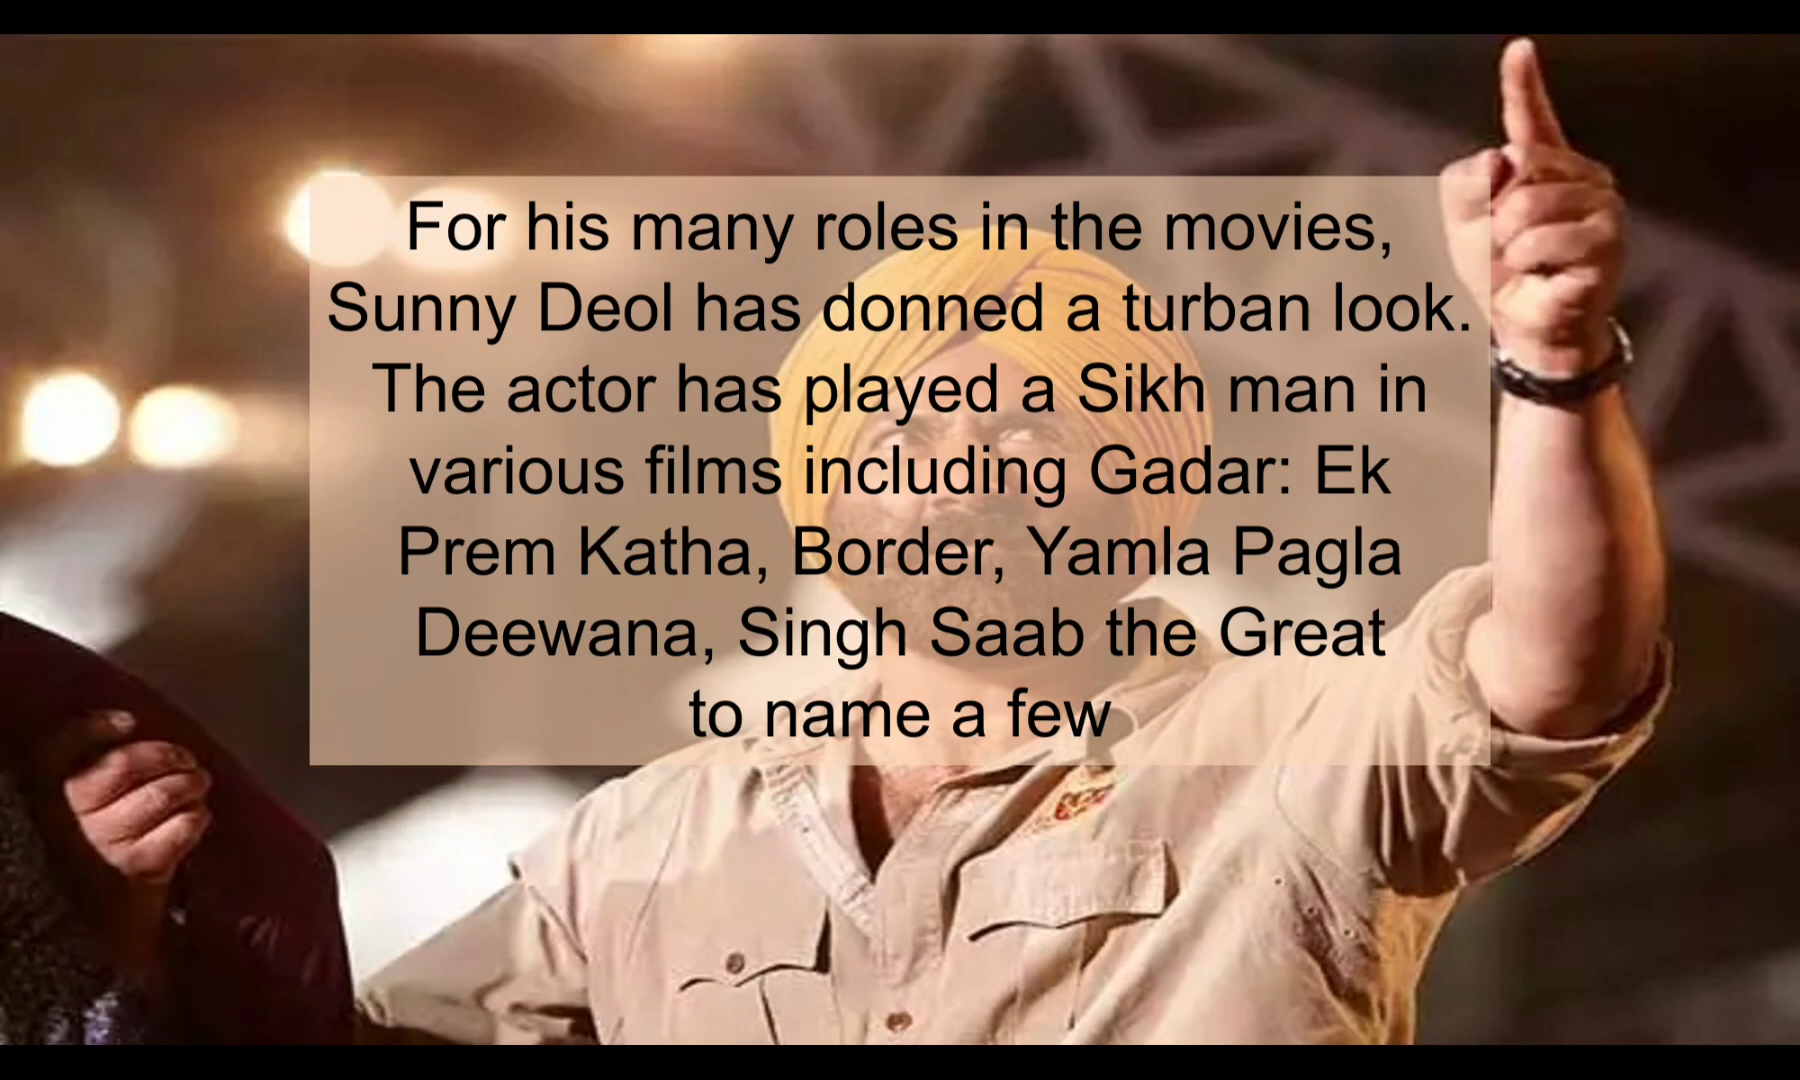 For his many roles in the movies,
Sunny Deol has donned a turban look.
The actor has played a Sikh man in
various films including Gadar: Ek
Prem Katha, Border, Yamla Pagla
Deewana, Singh Saab the Great
to name a few